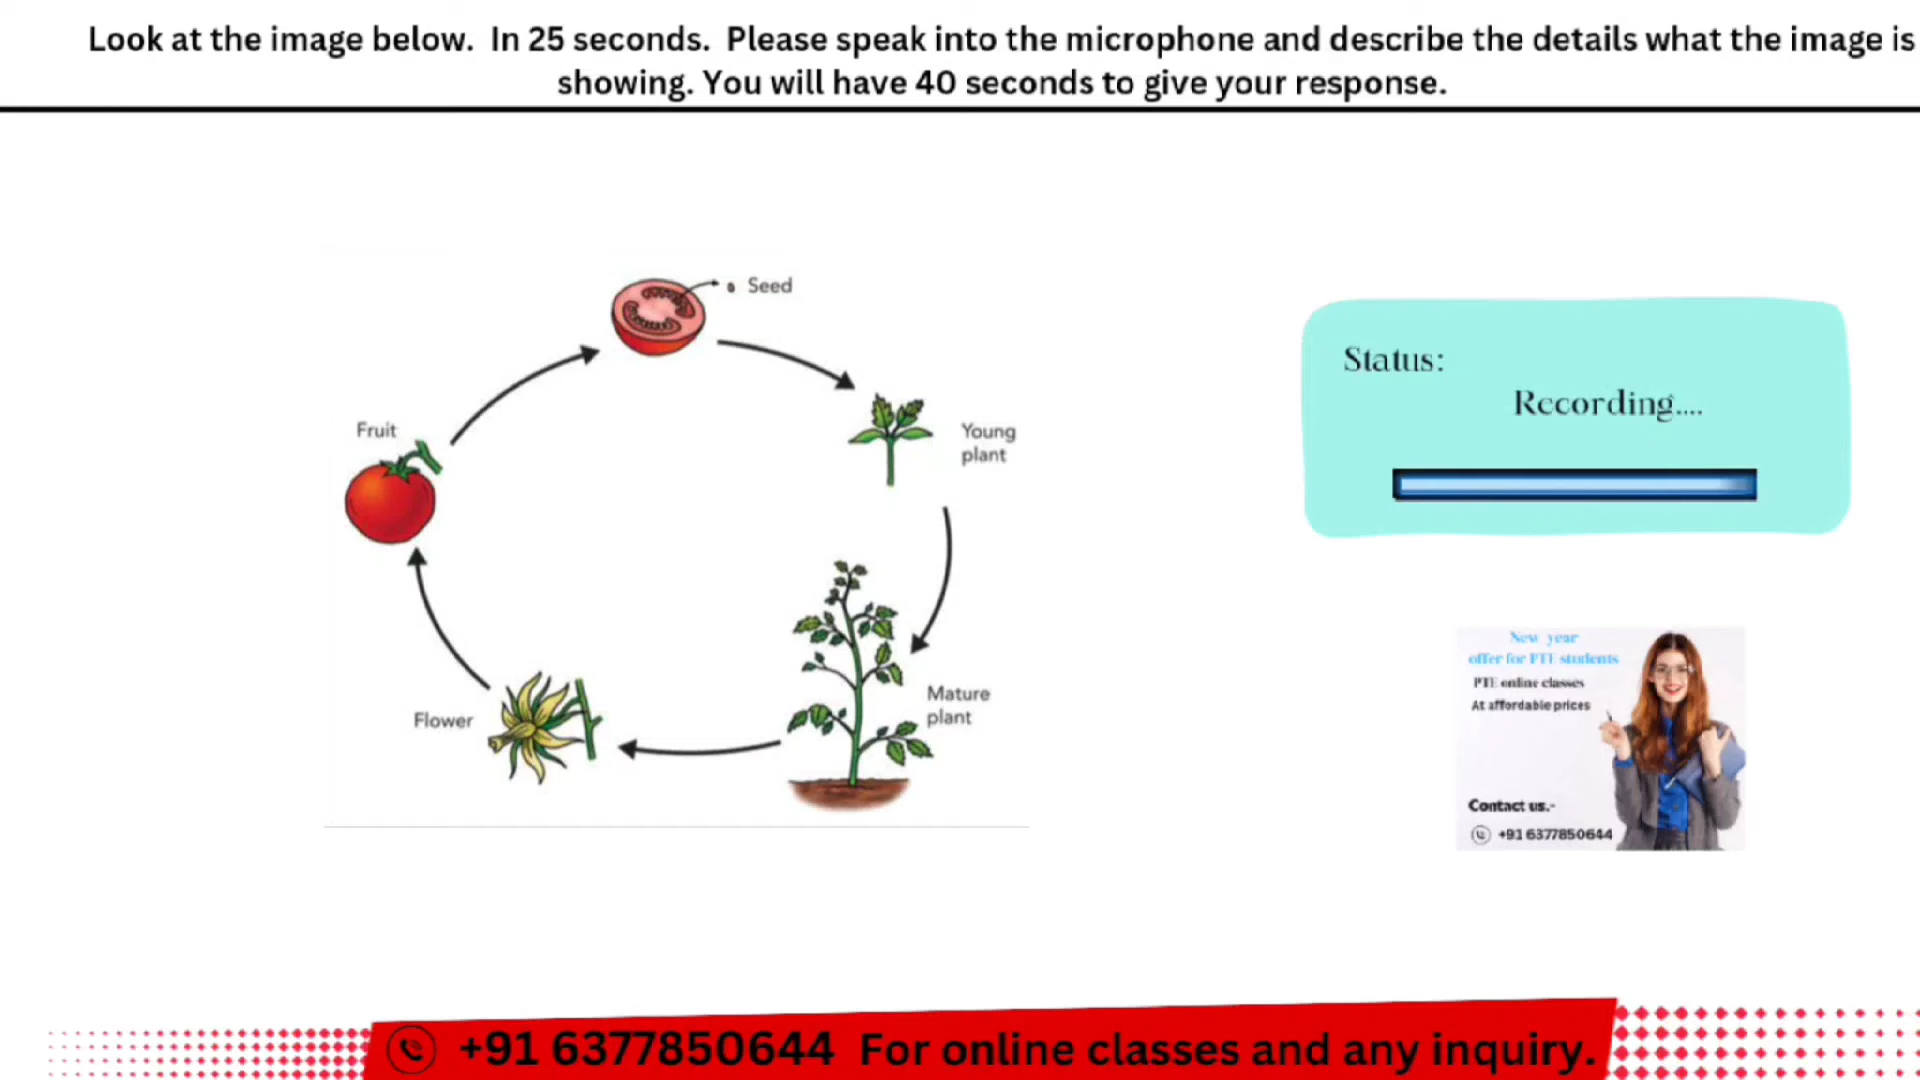 Look at the image below. In 25 seconds. Please speak into the microphone and describe the details what the image is
showing. You will have 40 seconds to give your response.
Seed
Fruit
Young
plant
Mature
plant
Flower
Status:
Recording....
New year
offer for PTE students
PTE online classes
At affordable prices
Contact us.-
+91 6377850644
+91 6377850644 For online classes and any inquiry.